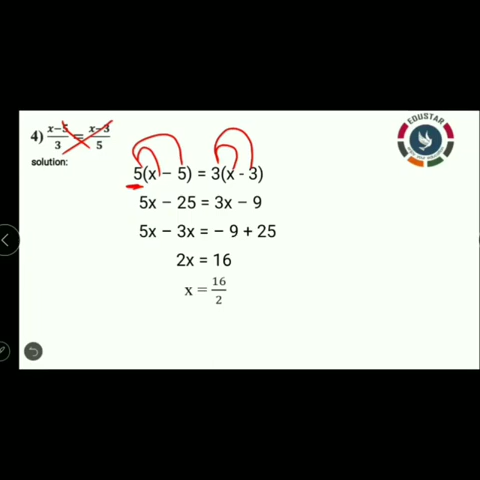 4) x−5/3 = x−3/5
solution:
5(x − 5) = 3(x - 3)
5x − 25 = 3x − 9
5x − 3x = − 9 + 25
2x = 16
x = 16/2
EDUSTAR